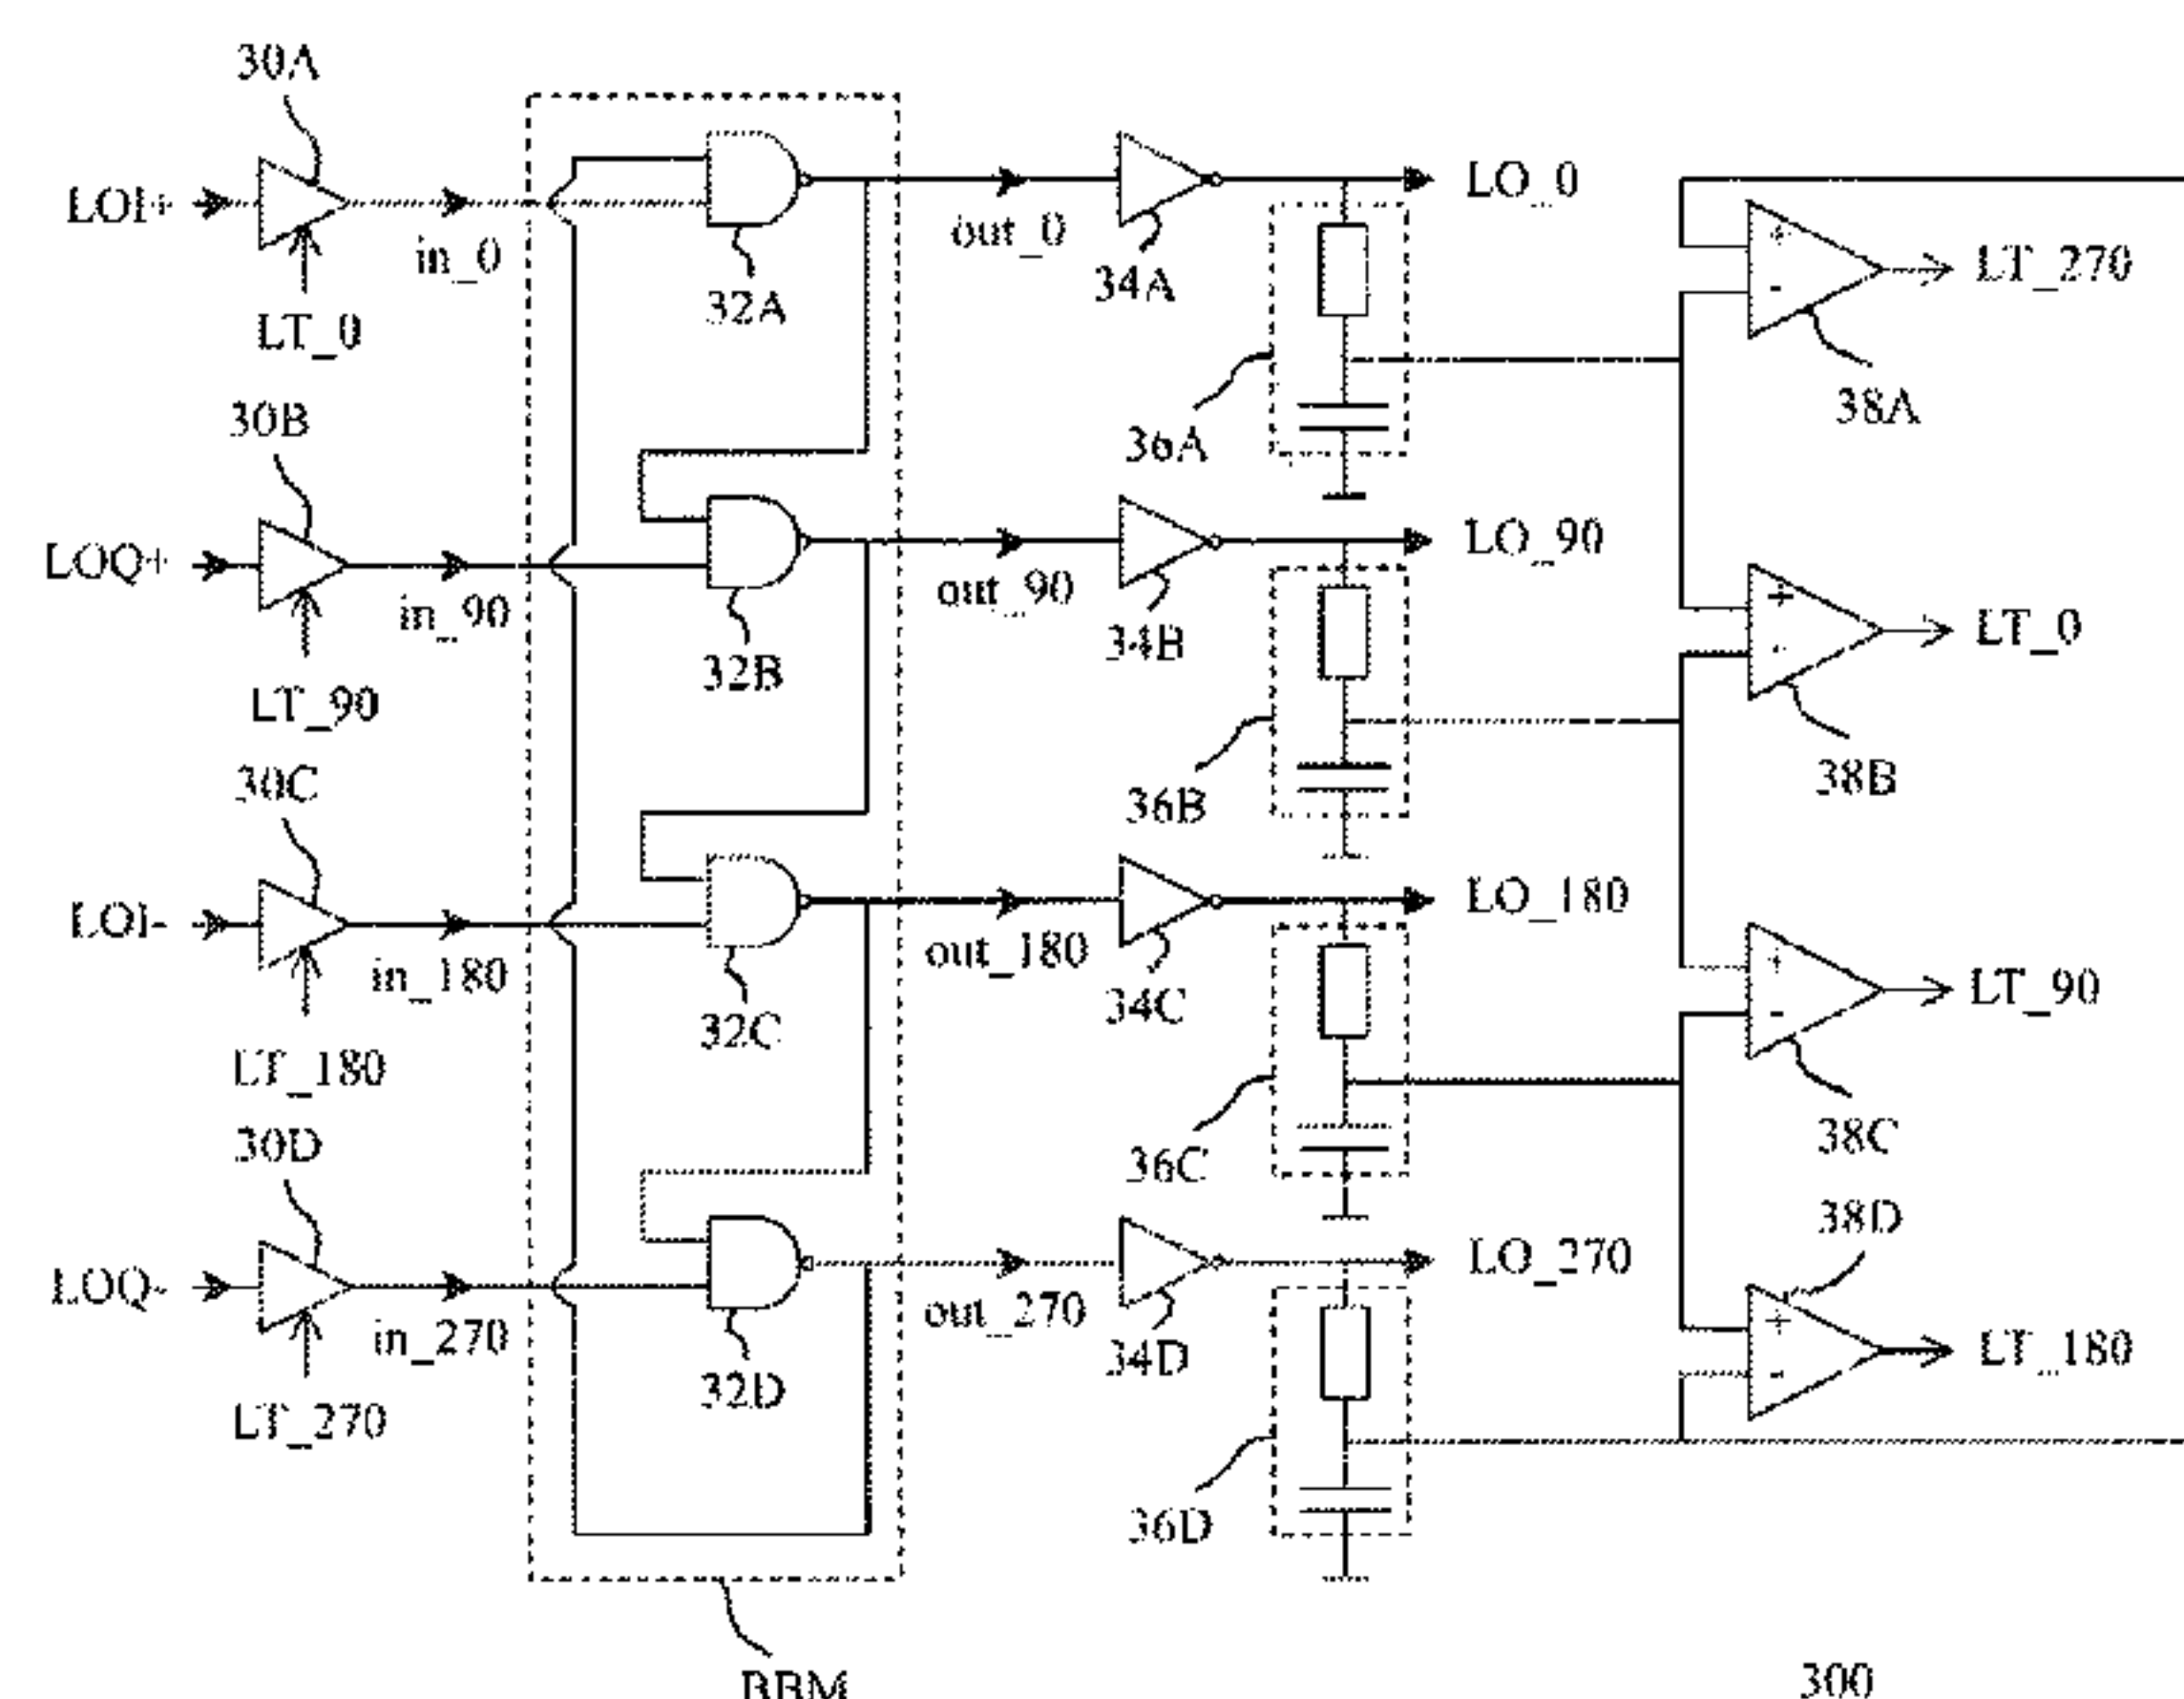 30A
LOI+
in_0
LT_0
32A
out_0
34A
LO_0
36A
+
-
LT_270
38A
30B
LOQ+
in_90
LT_90
32B
out_90
34B
LO_90
36B
+
-
LT_0
38B
30C
LOI-
in_180
LT_180
32C
out_180
34C
LO_180
36C
+
-
LT_90
38C
30D
LOQ-
in_270
LT_270
32D
out_270
34D
LO_270
36D
38D
+
-
LT_180
BBM
300